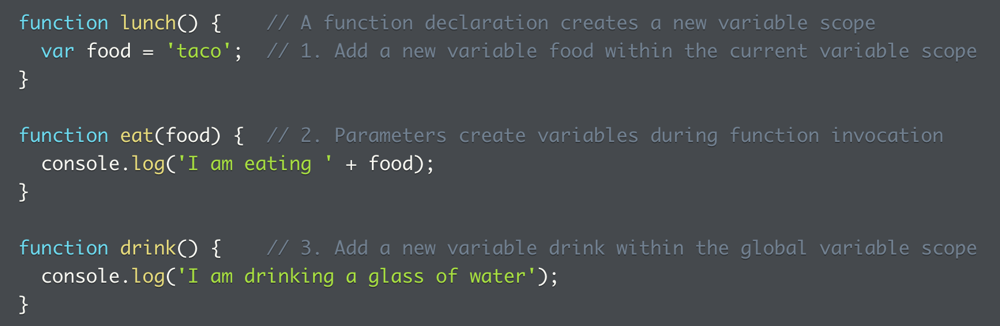 function lunch() {    // A function declaration creates a new variable scope
  var food = 'taco';  // 1. Add a new variable food within the current variable scope
}
function eat(food) {  // 2. Parameters create variables during function invocation
  console.log('I am eating ' + food);
}
function drink() {    // 3. Add a new variable drink within the global variable scope
  console.log('I am drinking a glass of water');
}